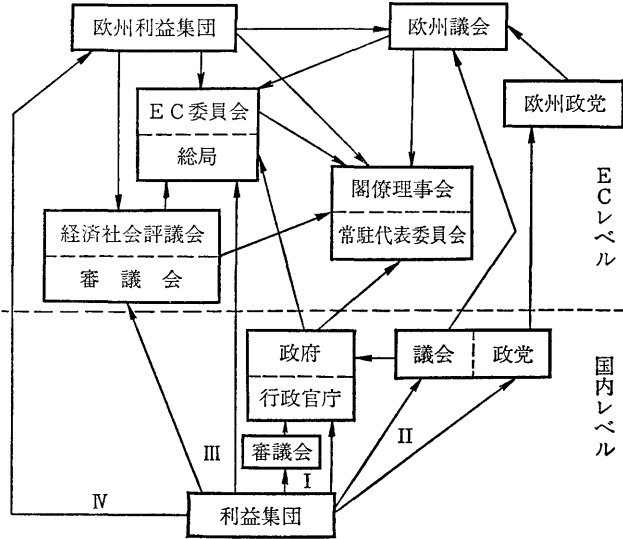 欧州利益集団
欧州議会
EC委員会
総局
欧州政党
閣僚理事会
常駐代表委員会
経済社会評議会
審議会
ECレベル
政府
行政官庁
議会
政党
国内レベル
審議会
Ⅰ
Ⅱ
Ⅲ
Ⅳ
利益集団